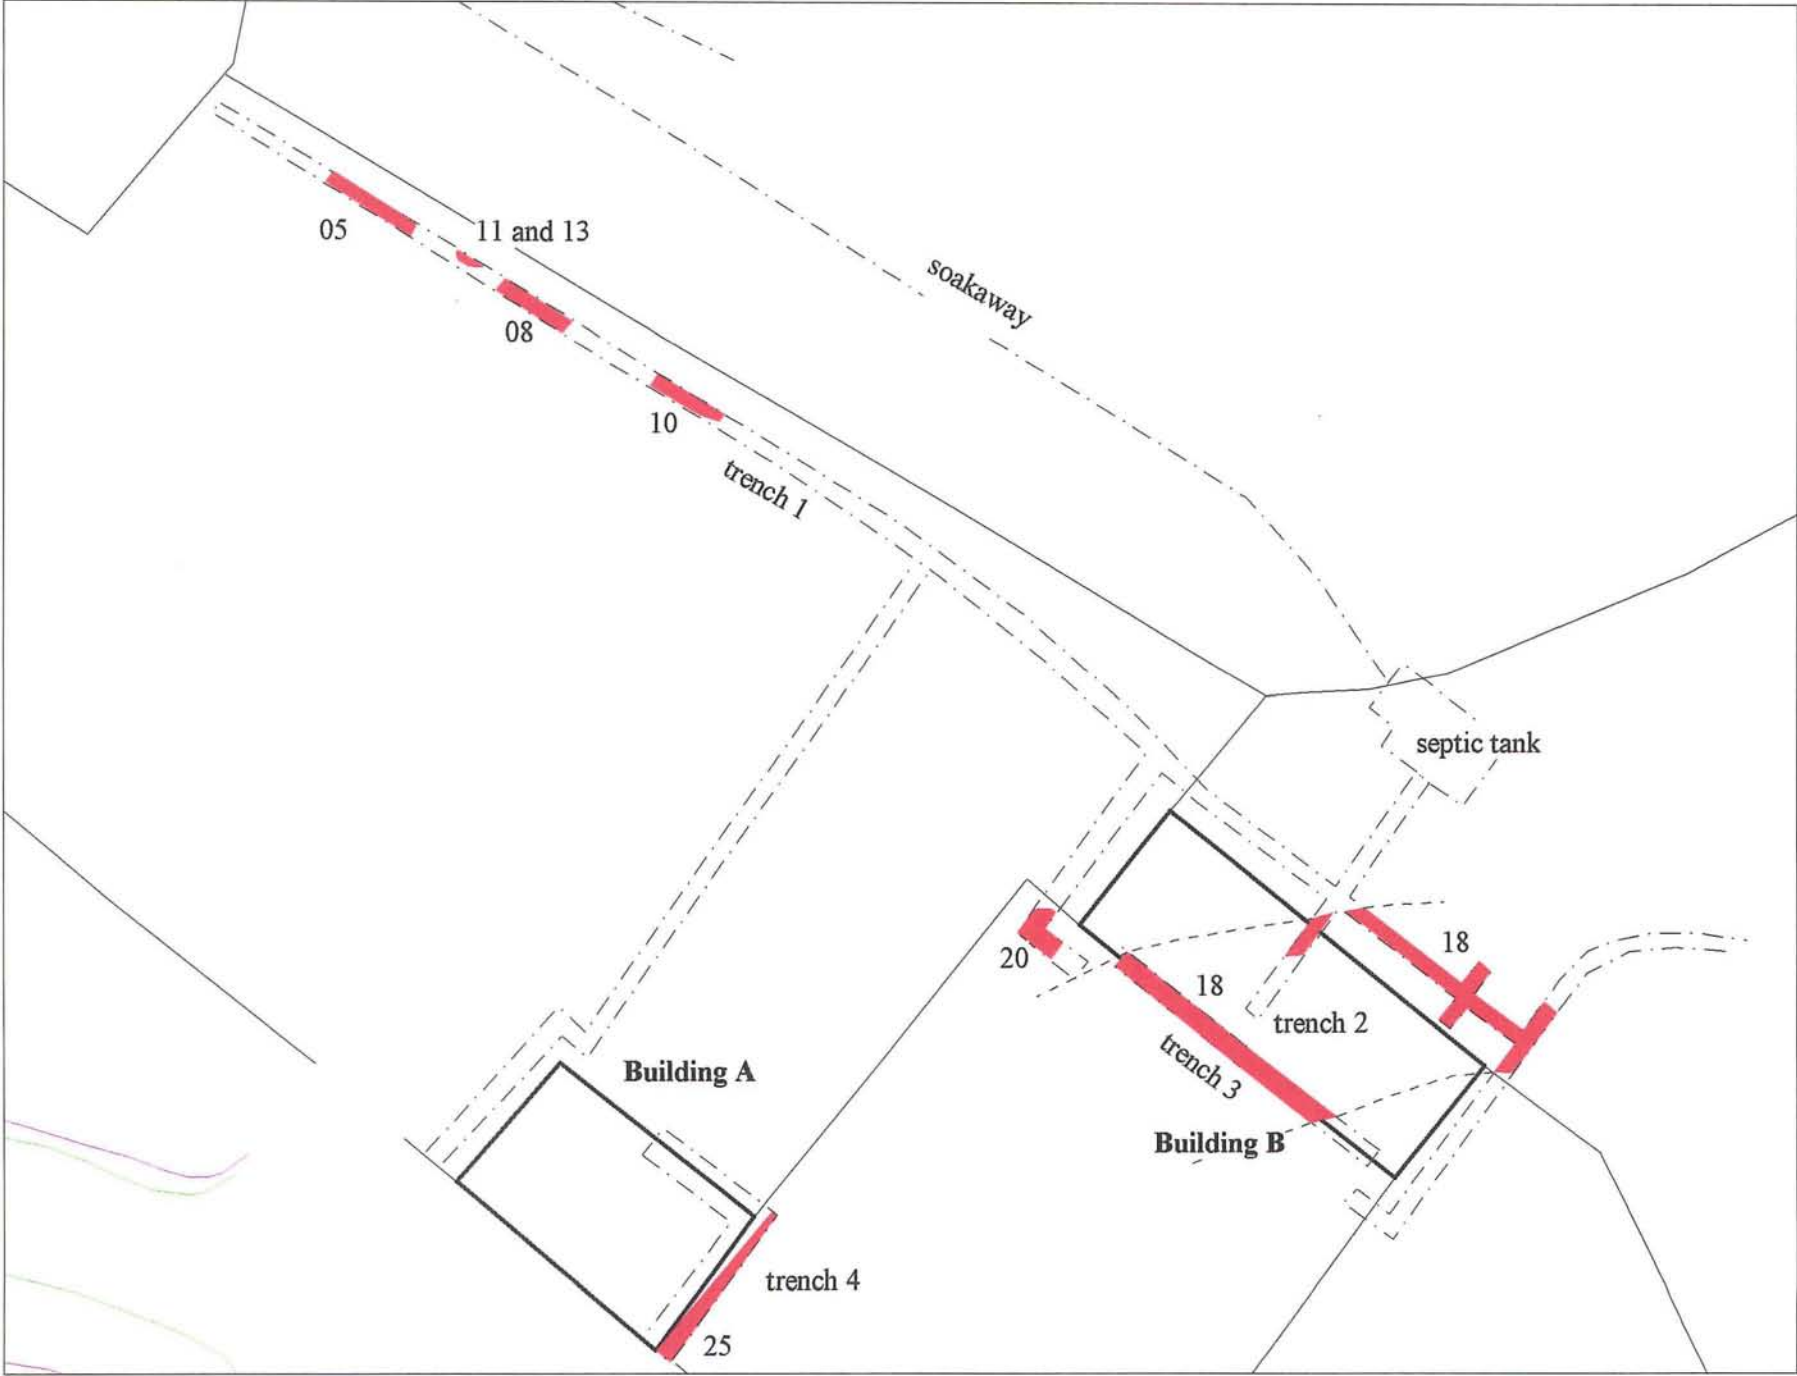 05
11 and 13
08
10
trench 1
soakaway
septic tank
20
18
18
trench 2
trench 3
Building A
Building B
trench 4
25